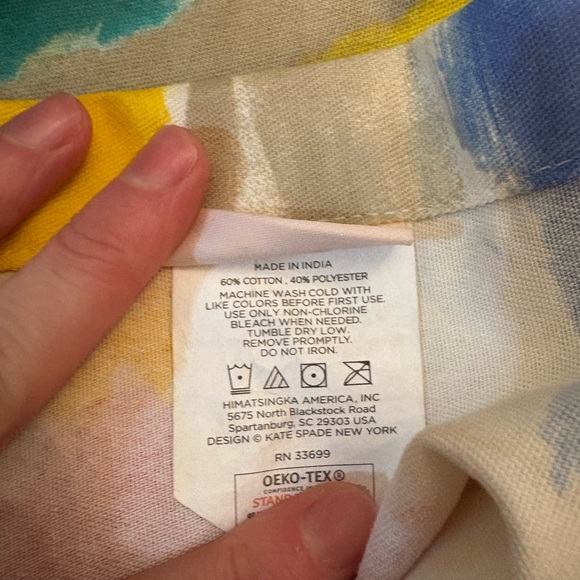 MADE IN INDIA
60% COTTON , 40% POLYESTER
MACHINE WASH COLD WITH
LIKE COLORS BEFORE FIRST USE.
USE ONLY NON-CHLORINE
BLEACH WHEN NEEDED.
TUMBLE DRY LOW.
REMOVE PROMPTLY.
DO NOT IRON.
HIMATSINGKA AMERICA, INC
5675 North Blackstock Road
Spartanburg, SC 29303 USA
DESIGN © KATE SPADE NEW YORK
RN 33699
OEKO-TEX®
CONFIDENCE